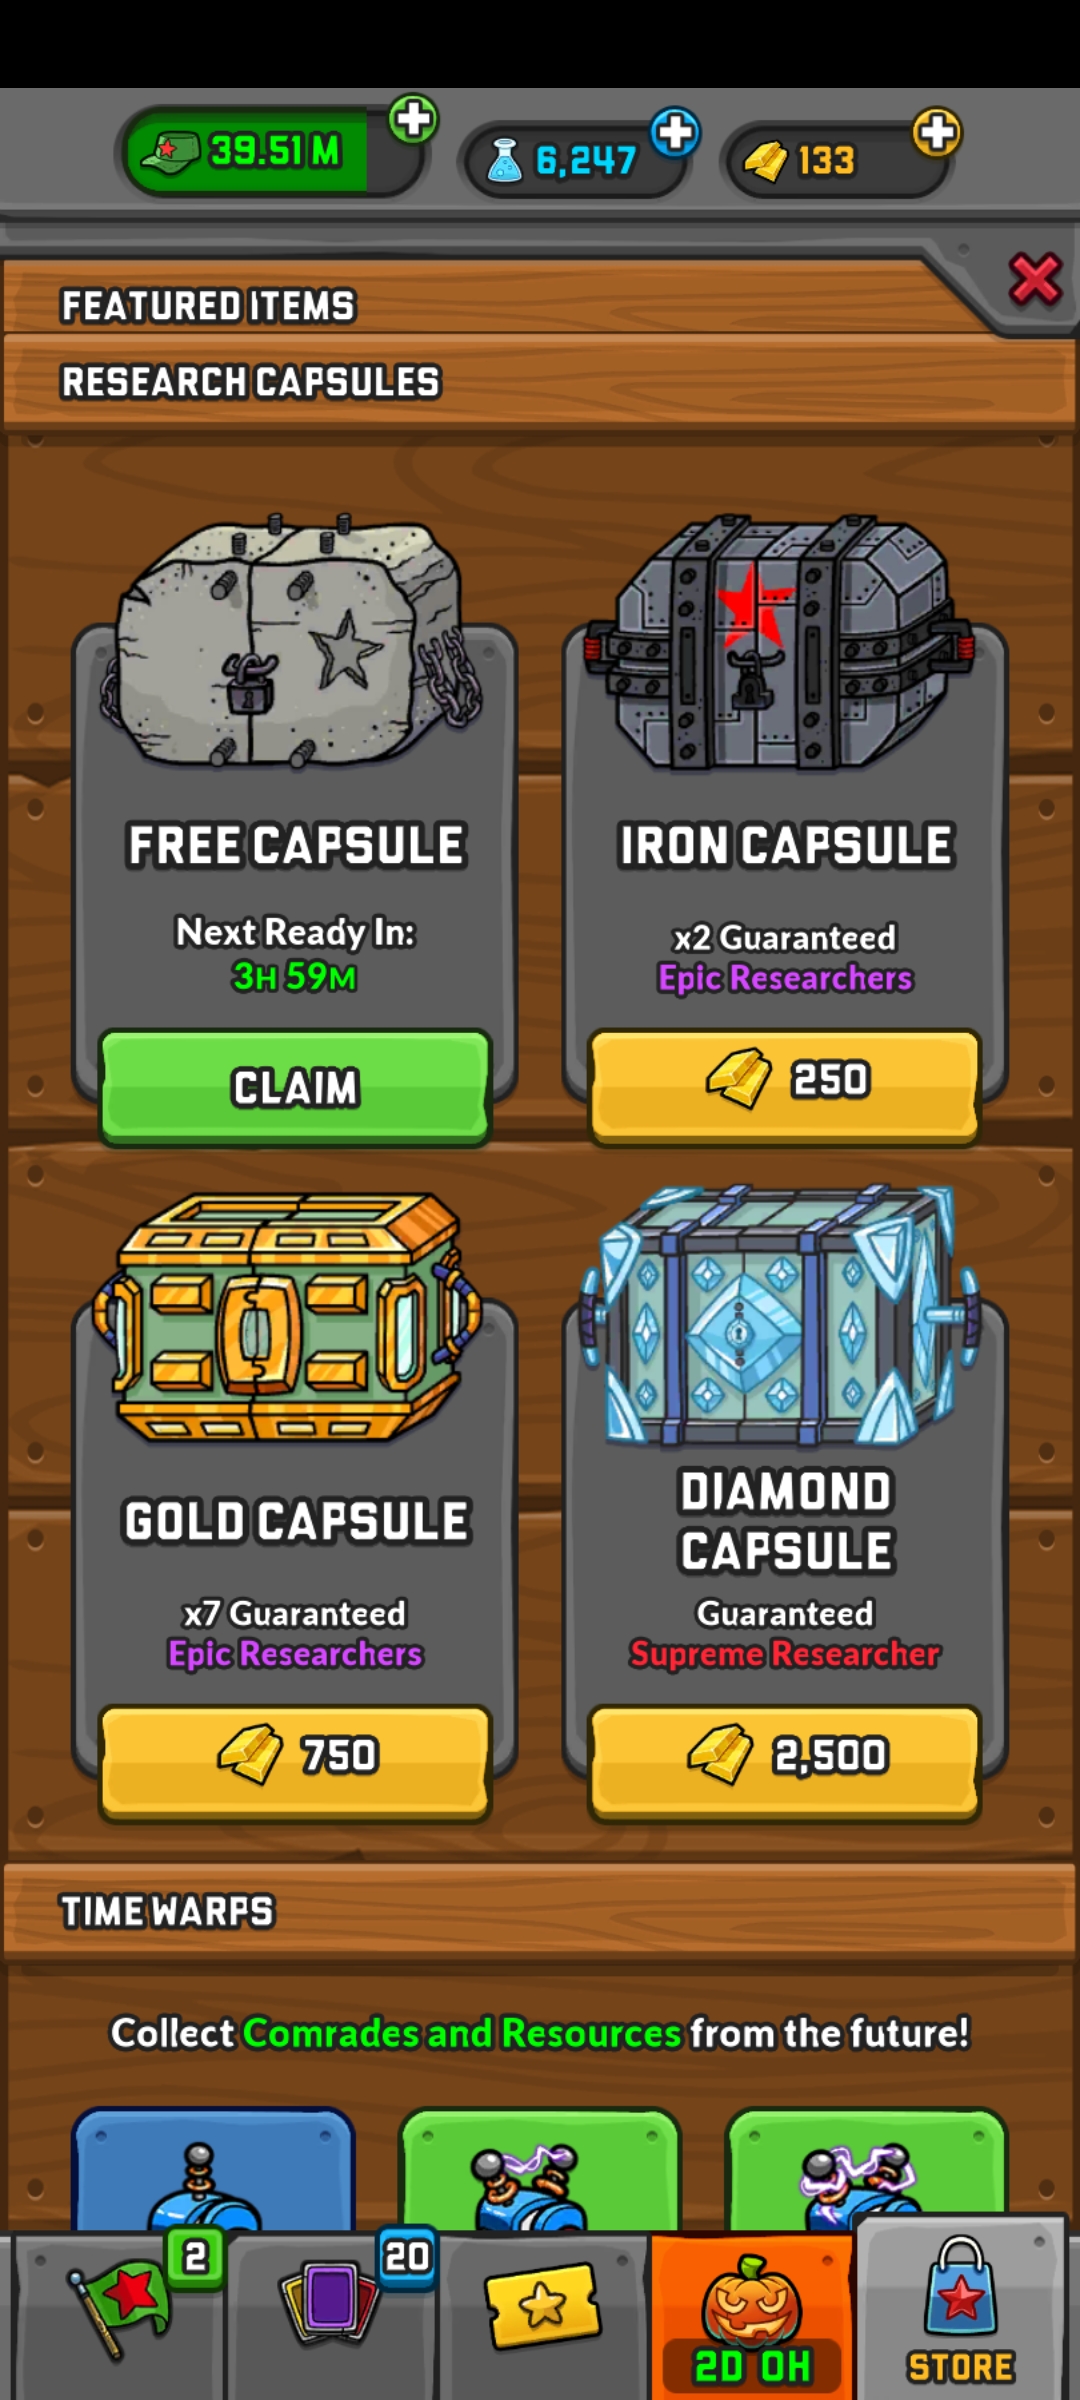 39.51 M
6,247
133
FEATURED ITEMS
RESEARCH CAPSULES
FREE CAPSULE
Next Ready In:
3H 59M
CLAIM
IRON CAPSULE
x2 Guaranteed
Epic Researchers
250
GOLD CAPSULE
x7 Guaranteed
Epic Researchers
750
DIAMOND
CAPSULE
Guaranteed
Supreme Researcher
2,500
TIME WARPS
Collect Comrades and Resources from the future!
2
20
2D 0H
STORE